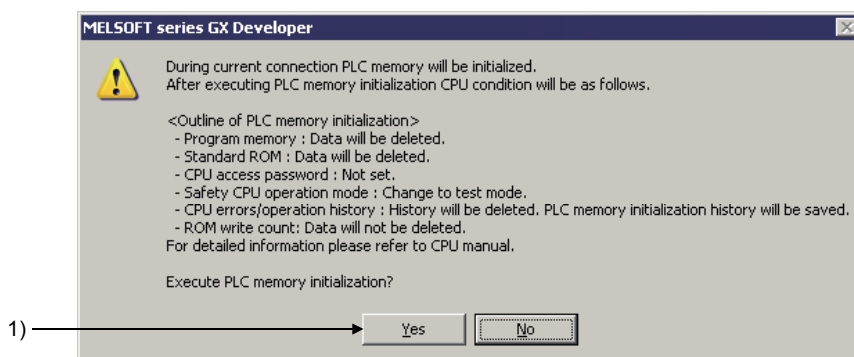 MELSOFT series GX Developer
During current connection PLC memory will be initialized.
After executing PLC memory initialization CPU condition will be as follows.
<Outline of PLC memory initialization>
- Program memory : Data will be deleted.
- Standard ROM : Data will be deleted.
- CPU access password : Not set.
- Safety CPU operation mode : Change to test mode.
- CPU errors/operation history : History will be deleted. PLC memory initialization history will be saved.
- ROM write count: Data will not be deleted.
For detailed information please refer to CPU manual.
Execute PLC memory initialization?
1) Yes No